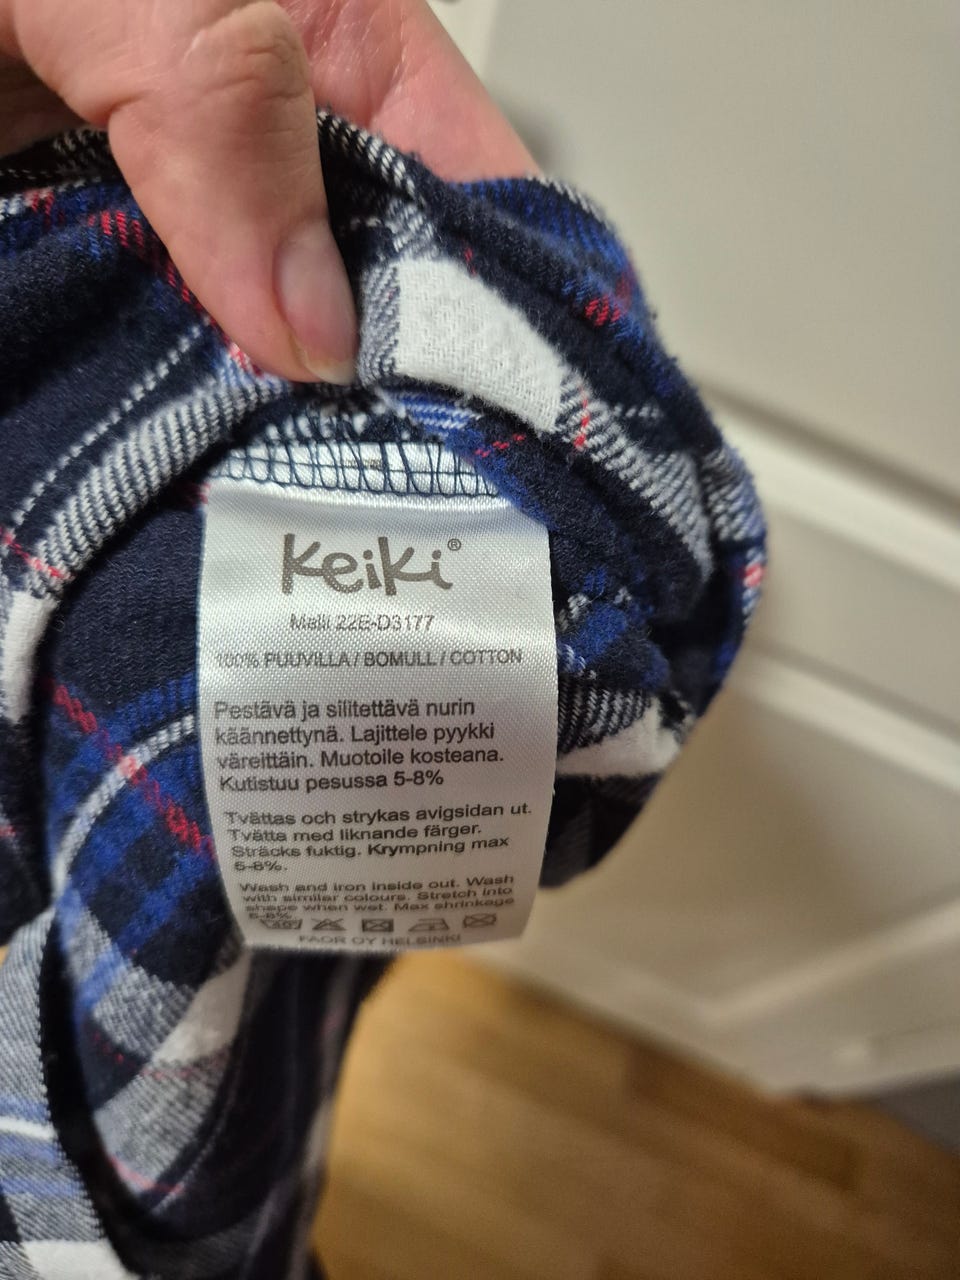 Keiki®
Malli 22E-D3177
100% PUUVILLA / BOMULL / COTTON
Pestävä ja silitettävä nurin
käännettynä. Lajittele pyykki
väreittäin. Muotoile kosteana.
Kutistuu pesussa 5-8%
Tvättas och strykas avigsidan ut.
Tvätta med liknande färger.
Sträcks fuktig. Krympning max
5-8%.
Wash and iron inside out. Wash
with similar colours. Stretch into
shape when wet. Max shrinkage
5-8%.
FAOR OY HELSINKI